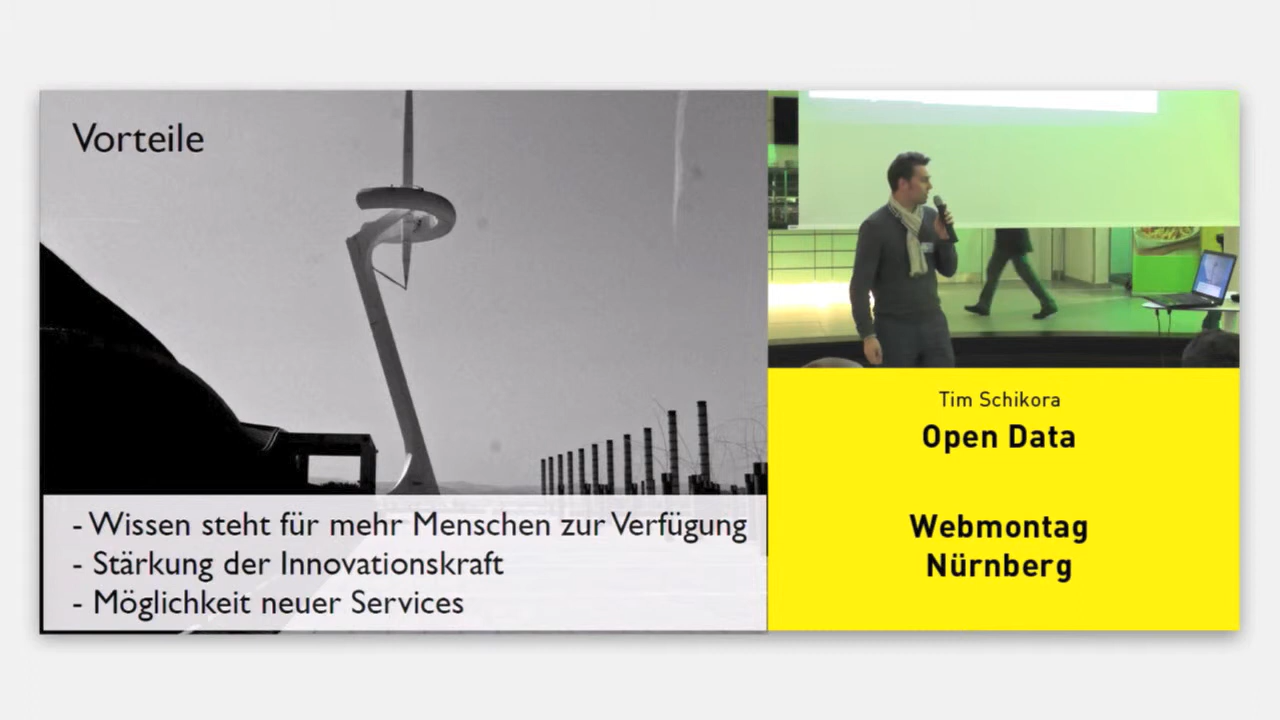 Vorteile
- Wissen steht für mehr Menschen zur Verfügung
- Stärkung der Innovationskraft
- Möglichkeit neuer Services
Tim Schikora
Open Data
Webmontag
Nürnberg